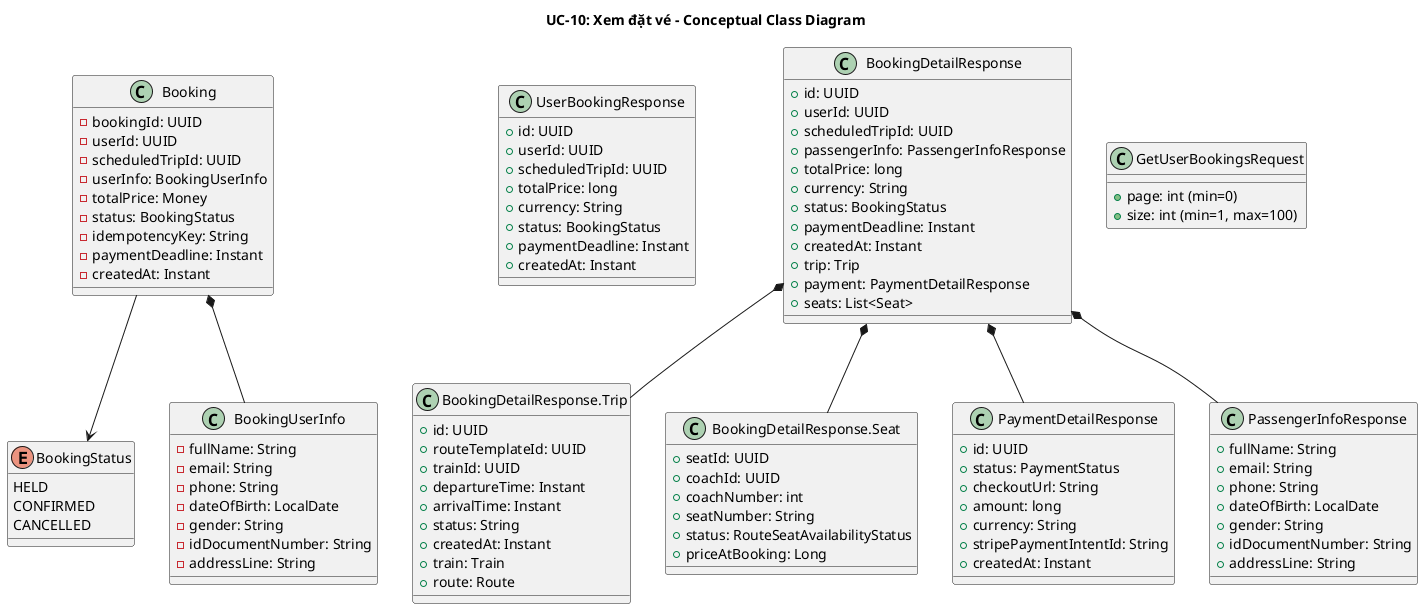 UC-10: Xem đặt vé - Conceptual Class Diagram
C Booking
bookingId: UUID
userId: UUID
scheduledTripId: UUID
userInfo: BookingUserInfo
totalPrice: Money
status: BookingStatus
idempotencyKey: String
paymentDeadline: Instant
createdAt: Instant
C UserBookingResponse
id: UUID
userId: UUID
scheduledTripId: UUID
totalPrice: long
currency: String
status: BookingStatus
paymentDeadline: Instant
createdAt: Instant
C BookingDetailResponse
id: UUID
userId: UUID
scheduledTripId: UUID
passengerInfo: PassengerInfoResponse
totalPrice: long
currency: String
status: BookingStatus
paymentDeadline: Instant
createdAt: Instant
trip: Trip
payment: PaymentDetailResponse
seats: List<Seat>
C GetUserBookingsRequest
page: int (min=0)
size: int (min=1, max=100)
E BookingStatus
HELD
CONFIRMED
CANCELLED
C BookingUserInfo
fullName: String
email: String
phone: String
dateOfBirth: LocalDate
gender: String
idDocumentNumber: String
addressLine: String
C BookingDetailResponse.Trip
id: UUID
routeTemplateId: UUID
trainId: UUID
departureTime: Instant
arrivalTime: Instant
status: String
createdAt: Instant
train: Train
route: Route
C BookingDetailResponse.Seat
seatId: UUID
coachId: UUID
coachNumber: int
seatNumber: String
status: RouteSeatAvailabilityStatus
priceAtBooking: Long
C PaymentDetailResponse
id: UUID
status: PaymentStatus
checkoutUrl: String
amount: long
currency: String
stripePaymentIntentId: String
createdAt: Instant
C PassengerInfoResponse
fullName: String
email: String
phone: String
dateOfBirth: LocalDate
gender: String
idDocumentNumber: String
addressLine: String